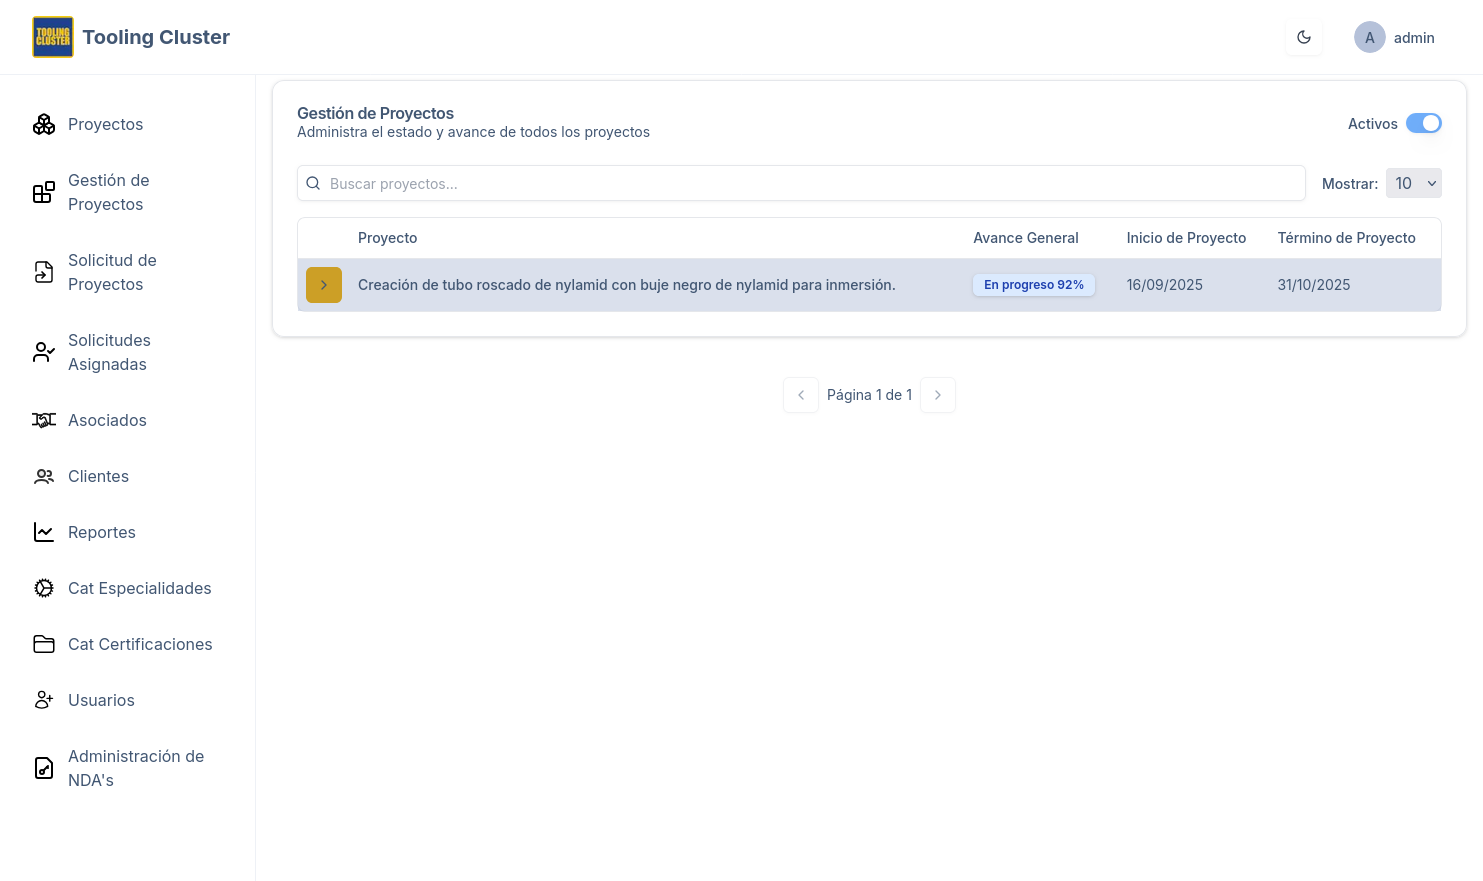 TOOLING
CLUSTER
Tooling Cluster
A
admin
Proyectos
Gestión de
Proyectos
Solicitud de
Proyectos
Solicitudes
Asignadas
Asociados
Clientes
Reportes
Cat Especialidades
Cat Certificaciones
Usuarios
Administración de
NDA's
Gestión de Proyectos
Administra el estado y avance de todos los proyectos
Activos
Buscar proyectos...
Mostrar: 10
Proyecto Avance General Inicio de Proyecto Término de Proyecto
Creación de tubo roscado de nylamid con buje negro de nylamid para inmersión. En progreso 92% 16/09/2025 31/10/2025
Página 1 de 1